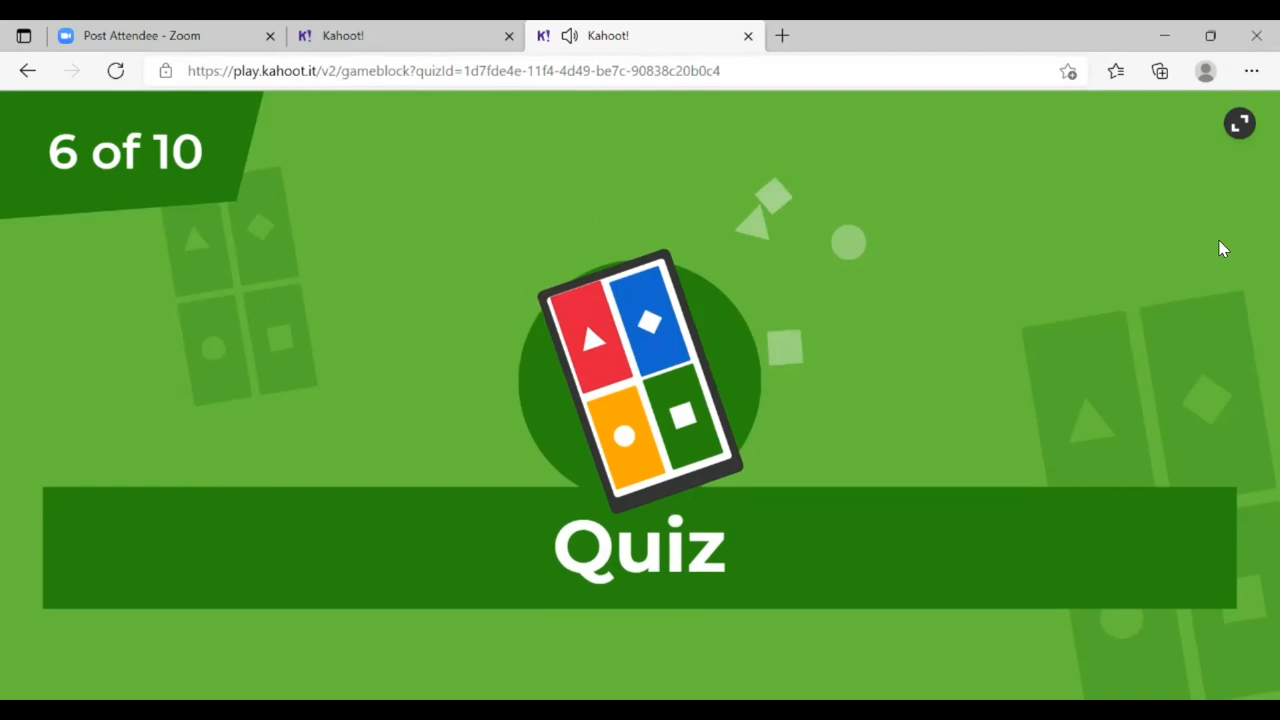 Post Attendee - Zoom
K! Kahoot!
K! Kahoot!
https://play.kahoot.it/v2/gameblock?quizId=1d7fde4e-11f4-4d49-be7c-90838c20b0c4
6 of 10
Quiz